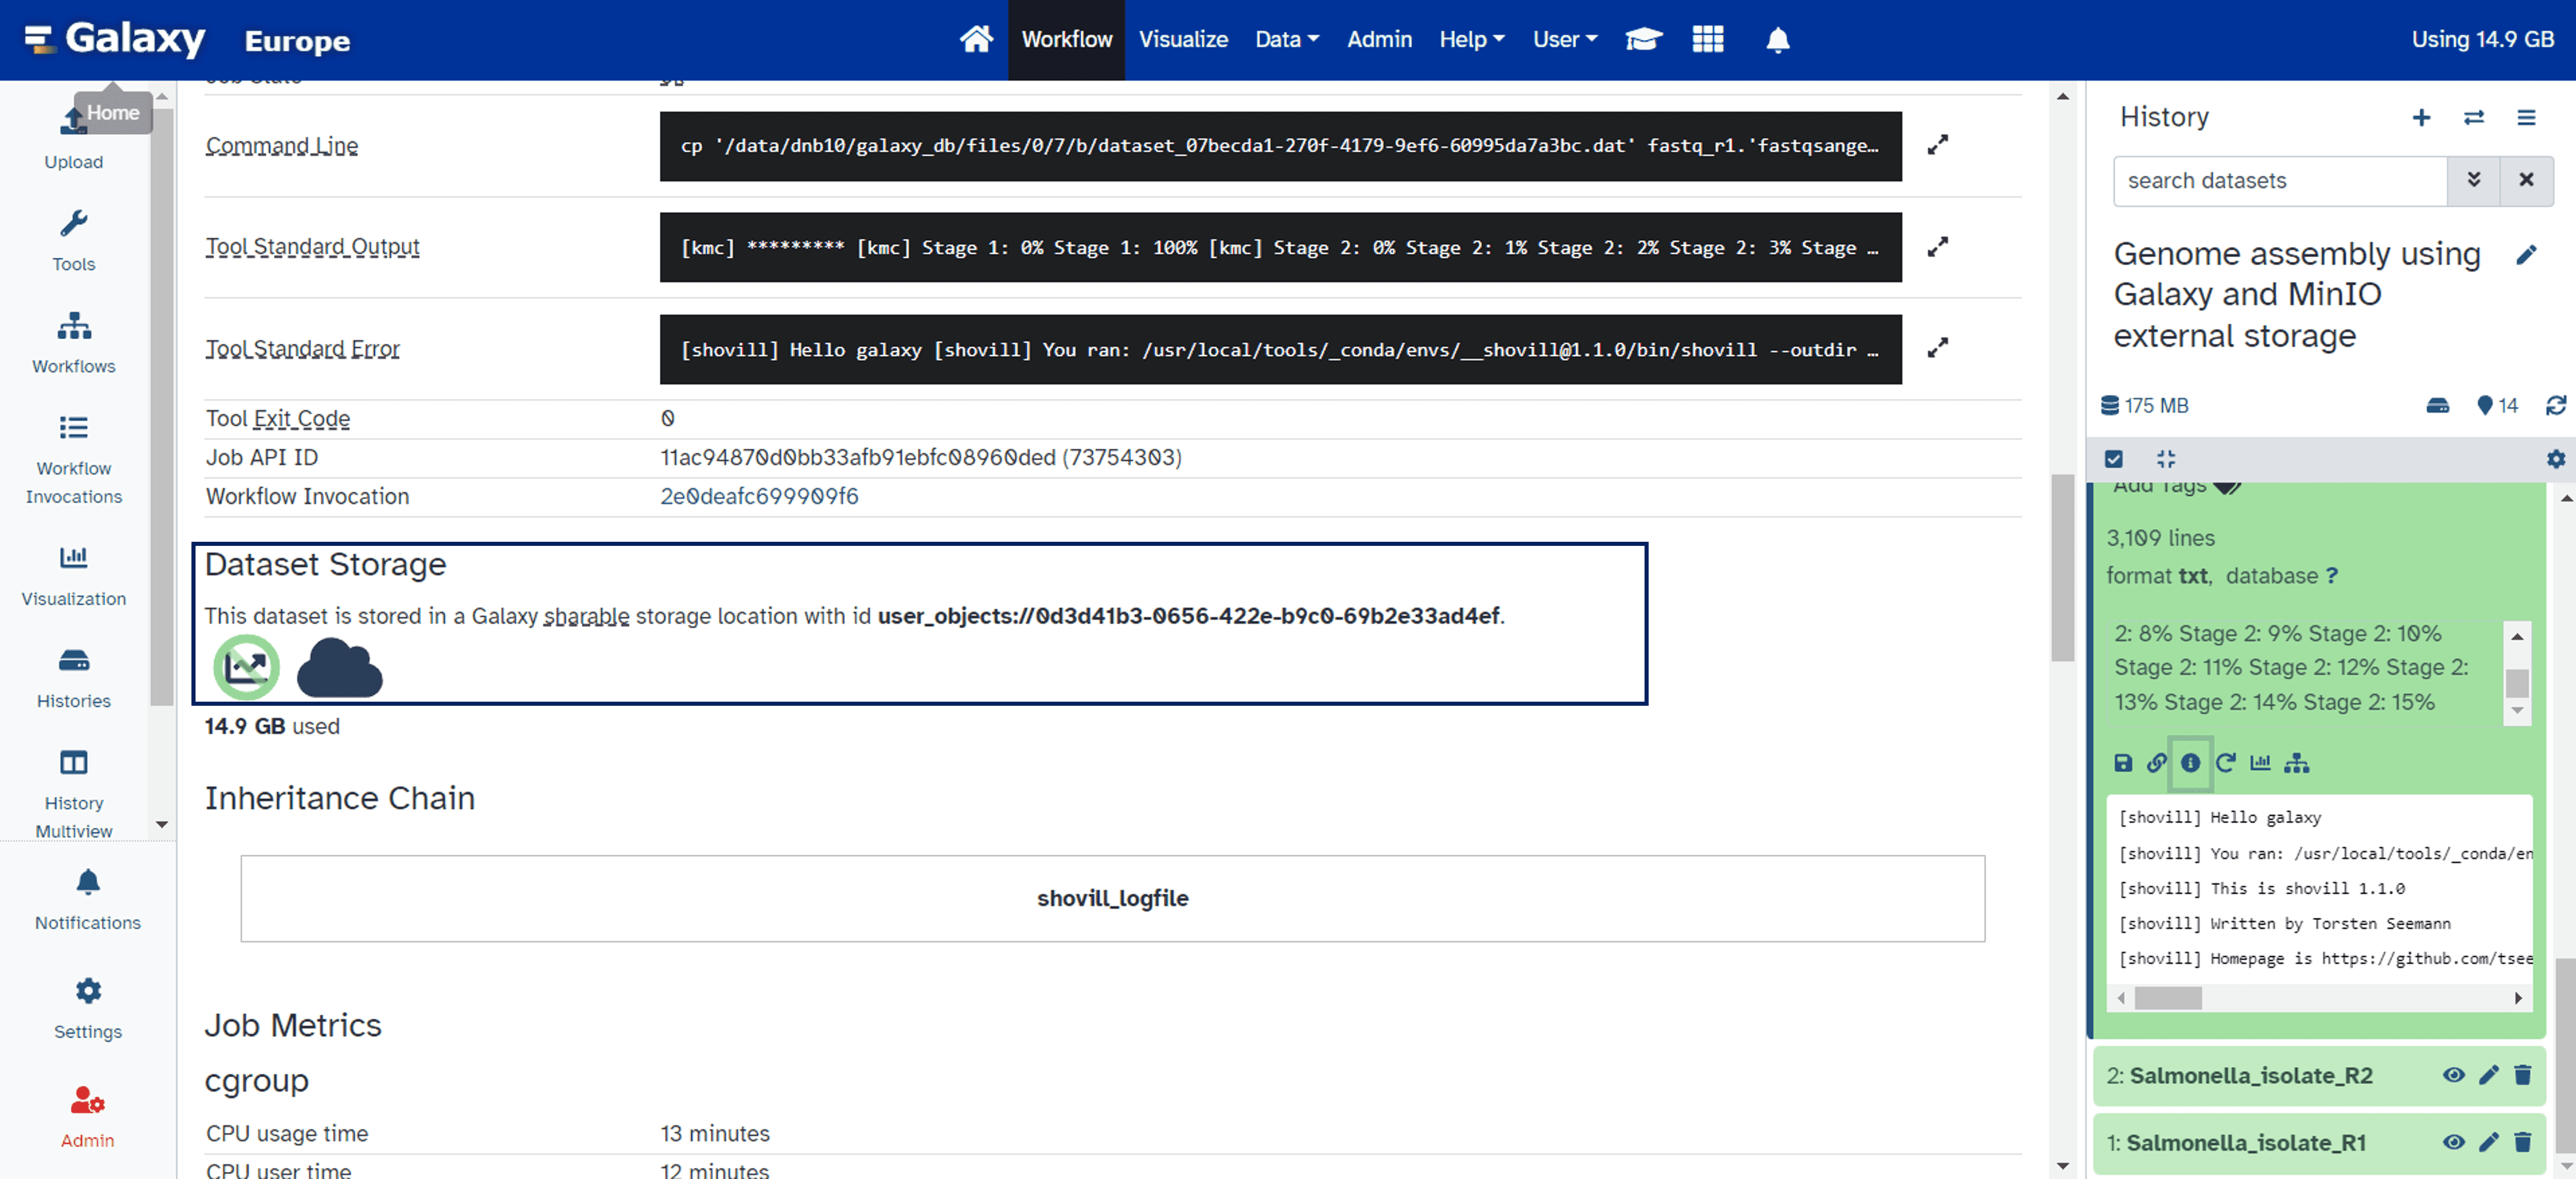 Galaxy Europe
Workflow Visualize Data Admin Help User
Using 14.9 GB
Home
Upload
Tools
Workflows
Workflow
Invocations
Visualization
Histories
History
Multiview
Notifications
Settings
Admin
Job State
Command Line
cp '/data/dnb10/galaxy_db/files/0/7/b/dataset_07becda1-270f-4179-9ef6-60995da7a3bc.dat' fastq_r1.'fastqsange…
Tool Standard Output
[kmc] ********* [kmc] Stage 1: 0% Stage 1: 100% [kmc] Stage 2: 0% Stage 2: 1% Stage 2: 2% Stage 2: 3% Stage …
Tool Standard Error
[shovill] Hello galaxy [shovill] You ran: /usr/local/tools/_conda/envs/__shovill@1.1.0/bin/shovill --outdir …
Tool Exit Code 0
Job API ID 11ac94870d0bb33afb91ebfc08960ded (73754303)
Workflow Invocation 2e0deafc699909f6
Dataset Storage
This dataset is stored in a Galaxy sharable storage location with id user_objects://0d3d41b3-0656-422e-b9c0-69b2e33ad4ef.
14.9 GB used
Inheritance Chain
shovill_logfile
Job Metrics
cgroup
CPU usage time 13 minutes
CPU user time 12 minutes
History
search datasets
Genome assembly using
Galaxy and MinIO
external storage
175 MB 14
Add Tags
3,109 lines
format txt, database ?
2: 8% Stage 2: 9% Stage 2: 10%
Stage 2: 11% Stage 2: 12% Stage 2:
13% Stage 2: 14% Stage 2: 15%
[shovill] Hello galaxy
[shovill] You ran: /usr/local/tools/_conda/en
[shovill] This is shovill 1.1.0
[shovill] Written by Torsten Seemann
[shovill] Homepage is https://github.com/tsee
2: Salmonella_isolate_R2
1: Salmonella_isolate_R1